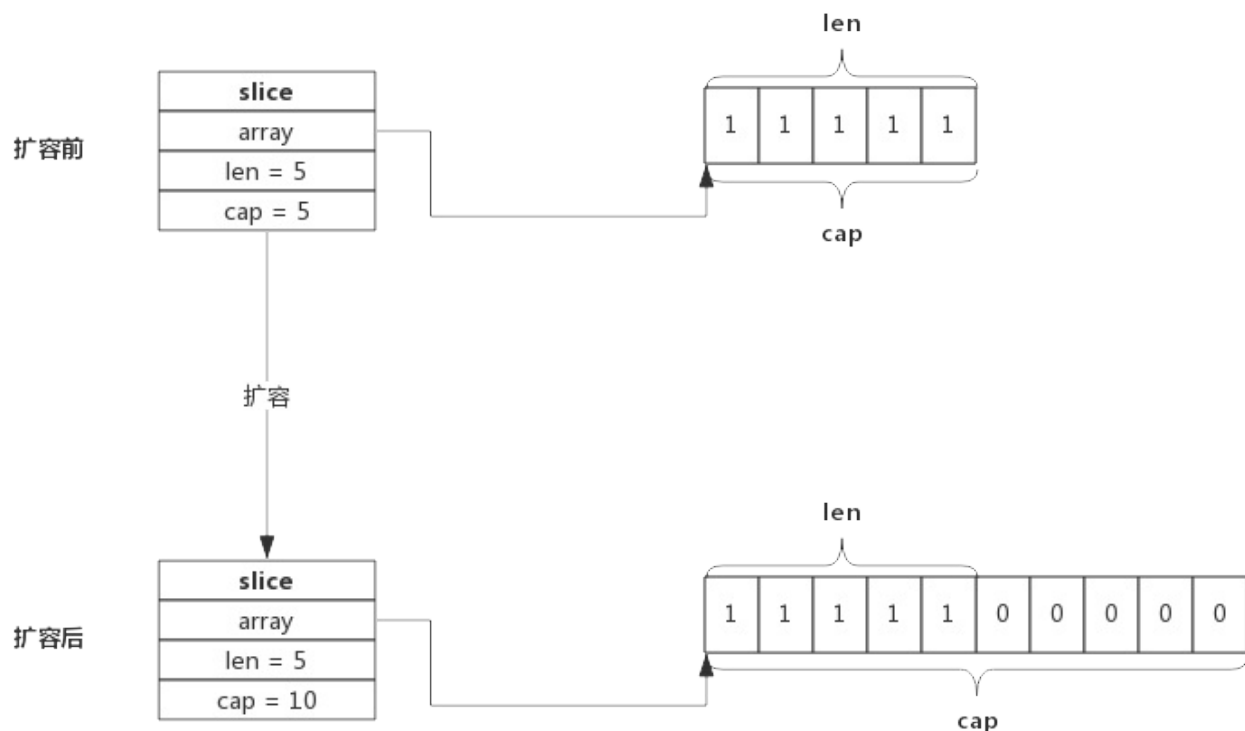 len
slice
array
len = 5
cap = 5
扩容前
1 1 1 1 1
cap
扩容
len
slice
array
len = 5
cap = 10
扩容后
1 1 1 1 1 0 0 0 0 0
cap